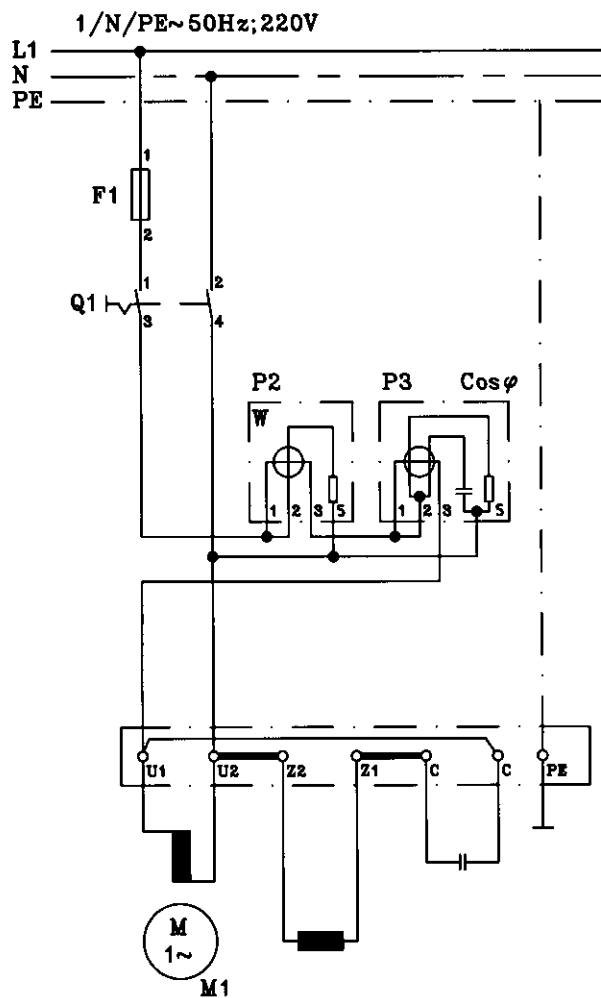 1/N/PE~50Hz;220V
L1
N
PE
1
F1
2
1 2
Q1
3 4
P2 P3 Cosφ
W
1 2 3 5 1 2 3 5
U1 U2 Z2 Z1 C C PE
M
1~
M1